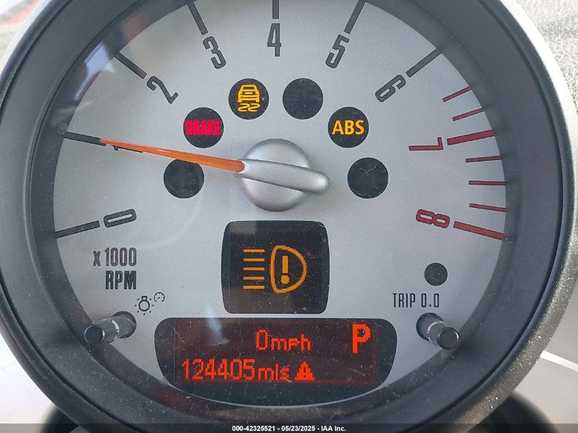 4
3
5
2
6
1
7
0
8
BRAKE
ABS
x 1000
RPM
TRIP 0.0
0mph
P
124405mls
000-42325521 - 05/23/2025 - IAA Inc.